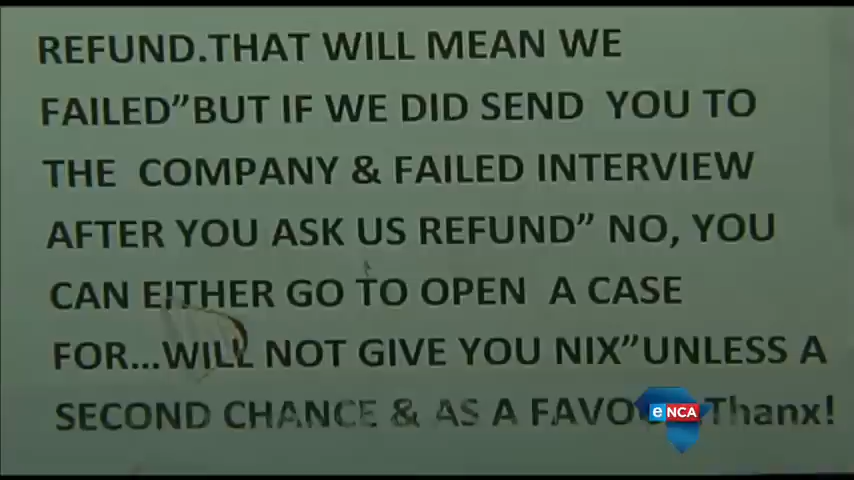 REFUND.THAT WILL MEAN WE
FAILED"BUT IF WE DID SEND YOU TO
THE COMPANY & FAILED INTERVIEW
AFTER YOU ASK US REFUND" NO, YOU
CAN EITHER GO TO OPEN A CASE
FOR...WILL NOT GIVE YOU NIX"UNLESS A
SECOND CHANCE & AS A Thanx!
eNCA